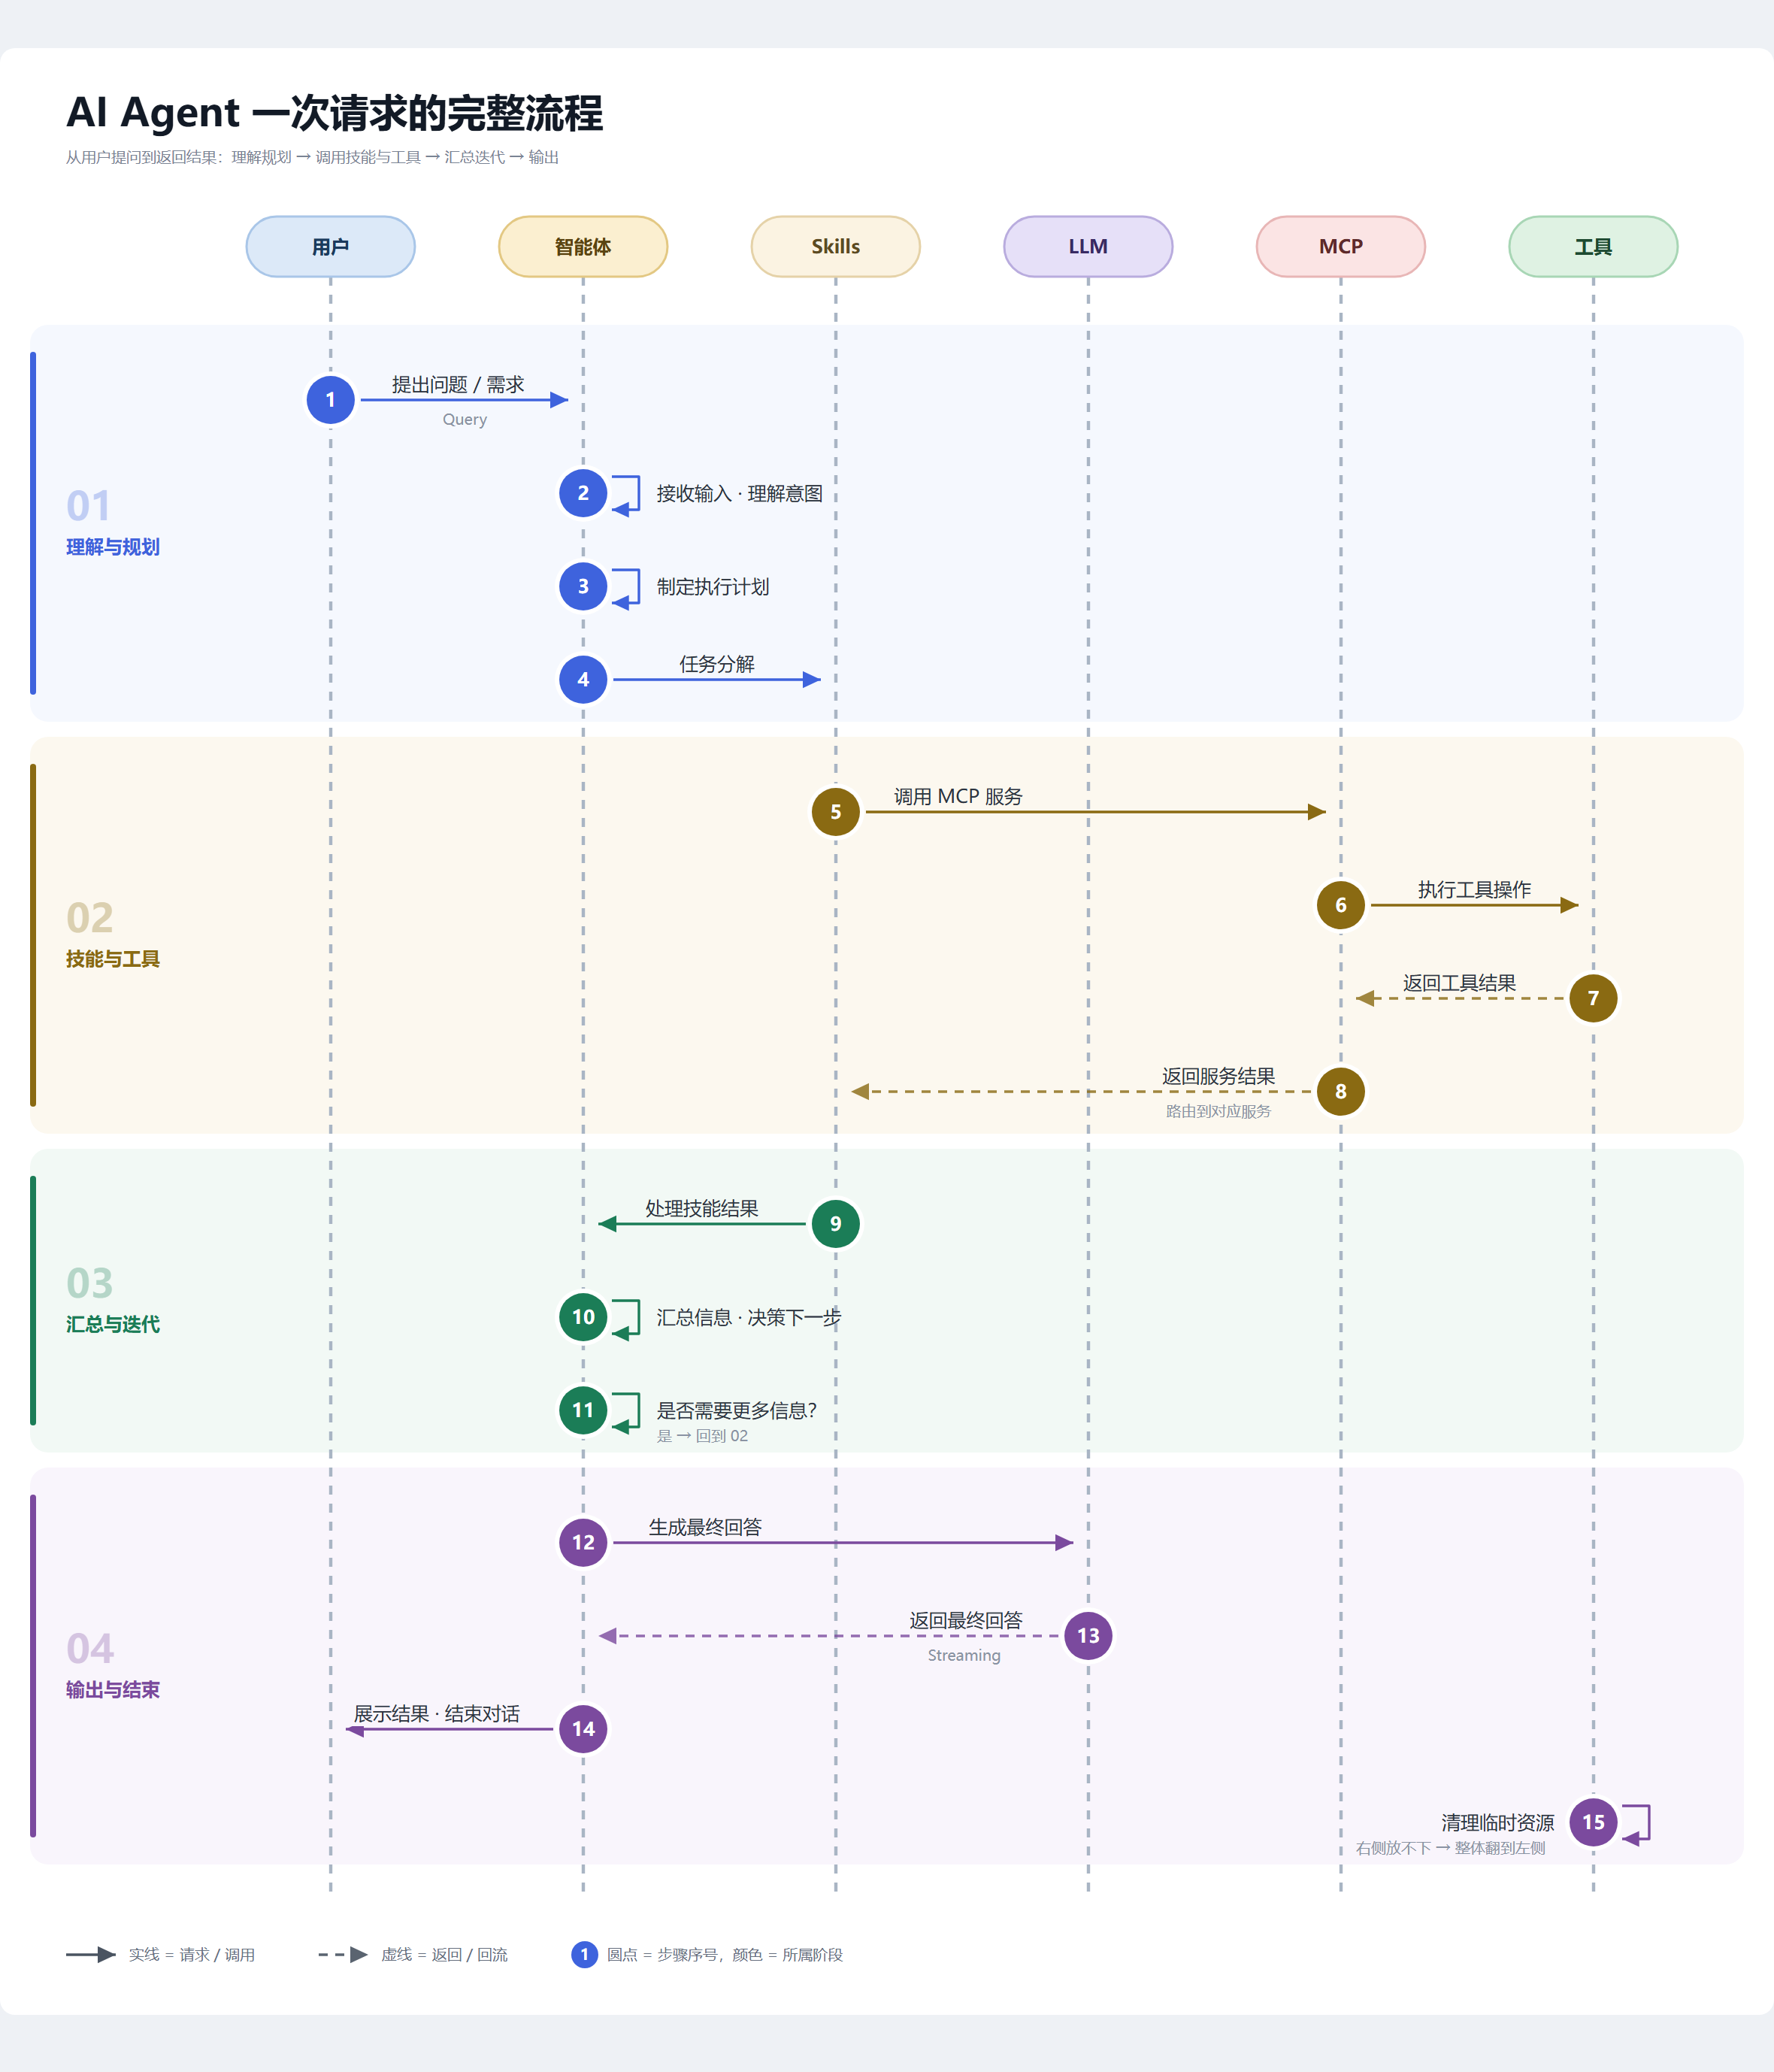 AI Agent 一次请求的完整流程
从用户提问到返回结果：理解规划 → 调用技能与工具 → 汇总迭代 → 输出
用户
智能体
Skills
LLM
MCP
工具
01
理解与规划
1
提出问题 / 需求
Query
2
接收输入 · 理解意图
3
制定执行计划
4
任务分解
02
技能与工具
5
调用 MCP 服务
6
执行工具操作
返回工具结果
7
返回服务结果
8
路由到对应服务
03
汇总与迭代
处理技能结果
9
10
汇总信息 · 决策下一步
11
是否需要更多信息？
是 → 回到 02
04
输出与结束
12
生成最终回答
返回最终回答
13
Streaming
展示结果 · 结束对话
14
清理临时资源
15
右侧放不下 → 整体翻到左侧
实线 = 请求 / 调用
虚线 = 返回 / 回流
1
圆点 = 步骤序号，颜色 = 所属阶段